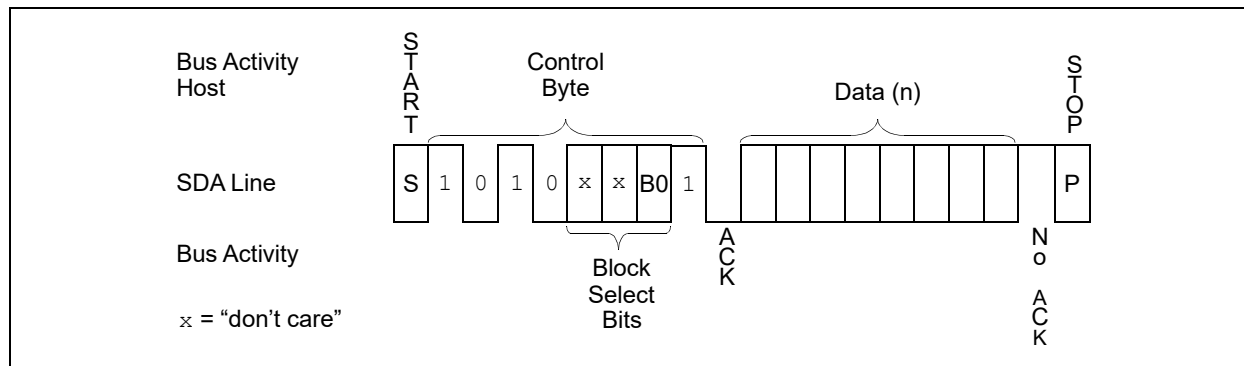 Bus Activity
Host
START
Control
Byte
Data (n)
STOP
SDA Line
S 1 0 1 0 x x B0 1 P
Bus Activity
ACK
No ACK
Block
Select
Bits
x = “don’t care”